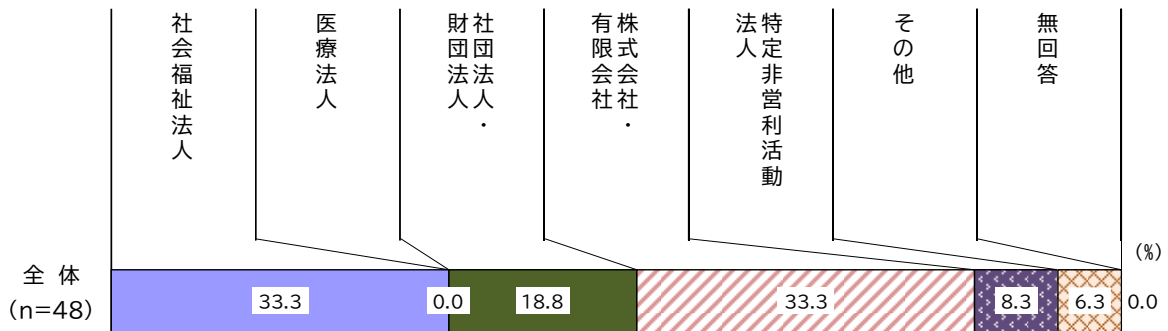 社会福祉法人
医療法人
社団法人・
財団法人
株式会社・
有限会社
特定非営利活動
法人
その他
無回答
(%)
全 体
(n=48)
33.3
0.0
18.8
33.3
8.3
6.3
0.0